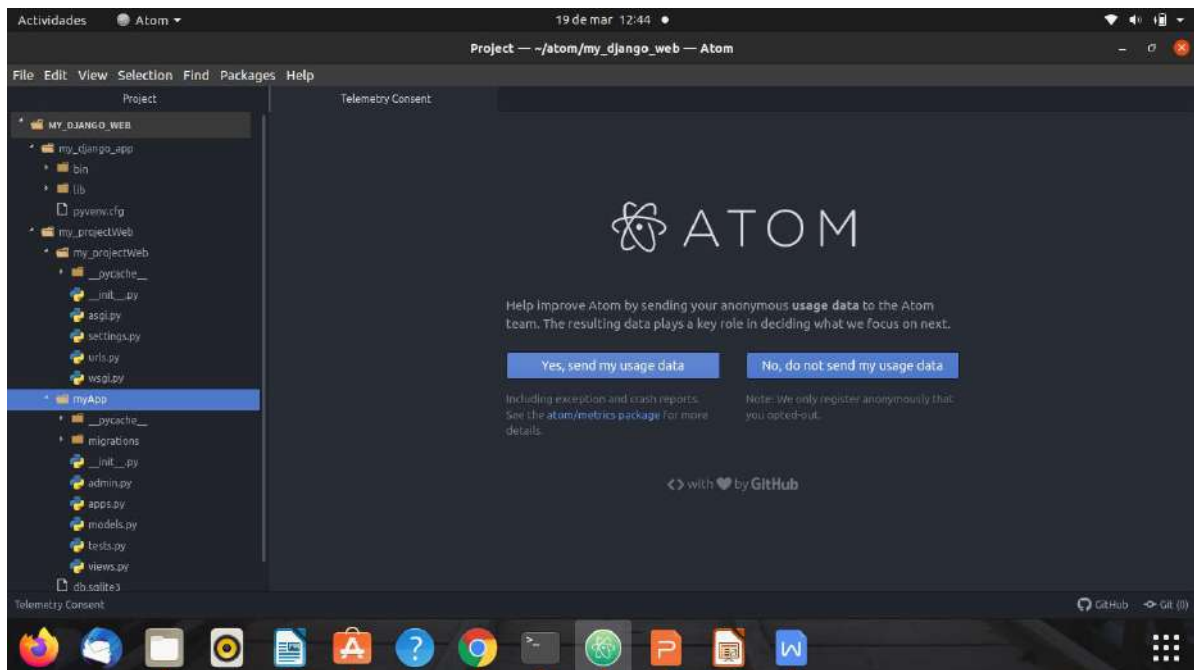 Actividades Atom 19 de mar 12:44
Project — ~/atom/my_django_web — Atom
File Edit View Selection Find Packages Help
Project Telemetry Consent
MY_DJANGO_WEB
my_django_app
bin
lib
pyvenv.cfg
my_projectWeb
my_projectWeb
__pycache__
__init__.py
asgi.py
settings.py
urls.py
wsgi.py
myApp
__pycache__
migrations
__init__.py
admin.py
apps.py
models.py
tests.py
views.py
db.sqlite3
ATOM
Help improve Atom by sending your anonymous usage data to the Atom
team. The resulting data plays a key role in deciding what we focus on next.
Yes, send my usage data
No, do not send my usage data
Including exception and crash reports.
See the atom/metrics package for more
details.
Note: We only register anonymously that
you opted-out.
<> with by GitHub
Telemetry Consent GitHub Git (0)